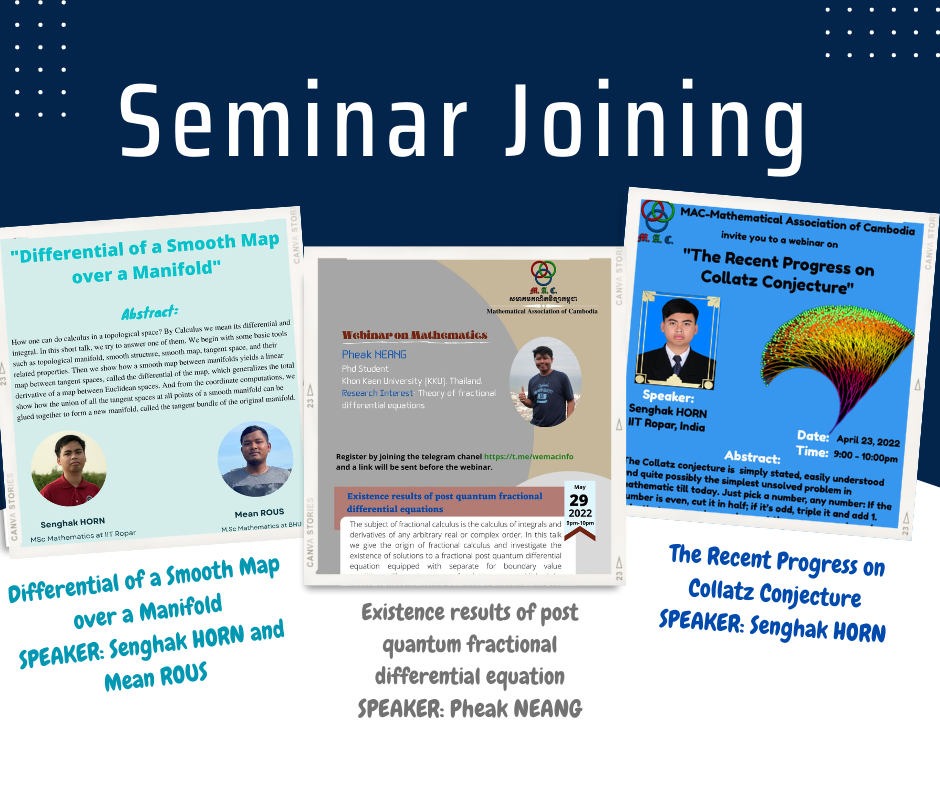 Seminar Joining
"Differential of a Smooth Map
over a Manifold"
Abstract:
How one can do calculus in a topological space? By Calculus we mean its differential and
integral. In this short talk, we try to answer one of them. We begin with some basic tools
such as topological manifold, smooth structure, smooth map, tangent space, and their
related properties. Then we show how a smooth map between manifolds yields a linear
map between tangent spaces, called the differential of the map, which generalizes the total
derivative of a map between Euclidean spaces. And from the coordinate computations, we
show how the union of all the tangent spaces at all points of a smooth manifold can be
glued together to form a new manifold, called the tangent bundle of the original manifold.
Senghak HORN
MSc Mathematics at IIT Ropar
Mean ROUS
M.Sc Mathematics at BHU
CANVA STORIES
23
Differential of a Smooth Map
over a Manifold
SPEAKER: Senghak HORN and
Mean ROUS
M. A. C.
សមាគមគណិតវិទ្យាកម្ពុជា
Mathematical Association of Cambodia
Webinar on Mathematics
Pheak NEANG
Phd Student
Khon Kaen University (KKU), Thailand.
Research Interest: Theory of fractional
differential equations
Register by joining the telegram chanel https://t.me/wemacinfo
and a link will be sent before the webinar.
Existence results of post quantum fractional
differential equations
May
29
2022
9pm-10pm
The subject of fractional calculus is the calculus of integrals and
derivatives of any arbitrary real or complex order. In this talk
we give the origin of fractional calculus and investigate the
existence of solutions to a fractional post quantum differential
equation equipped with separate for boundary value
CANVA STORIES
23
Existence results of post
quantum fractional
differential equation
SPEAKER: Pheak NEANG
M. A. C.
MAC-Mathematical Association of Cambodia
invite you to a webinar on
"The Recent Progress on
Collatz Conjecture"
Speaker:
Senghak HORN
IIT Ropar, India
Date: April 23, 2022
Time: 9:00 - 10:00pm
Abstract:
The Collatz conjecture is simply stated, easily understood
and quite possibly the simplest unsolved problem in
mathematic till today. Just pick a number, any number: If the
number is even, cut it in half; if it's odd, triple it and add 1.
CANVA STOR
23
The Recent Progress on
Collatz Conjecture
SPEAKER: Senghak HORN